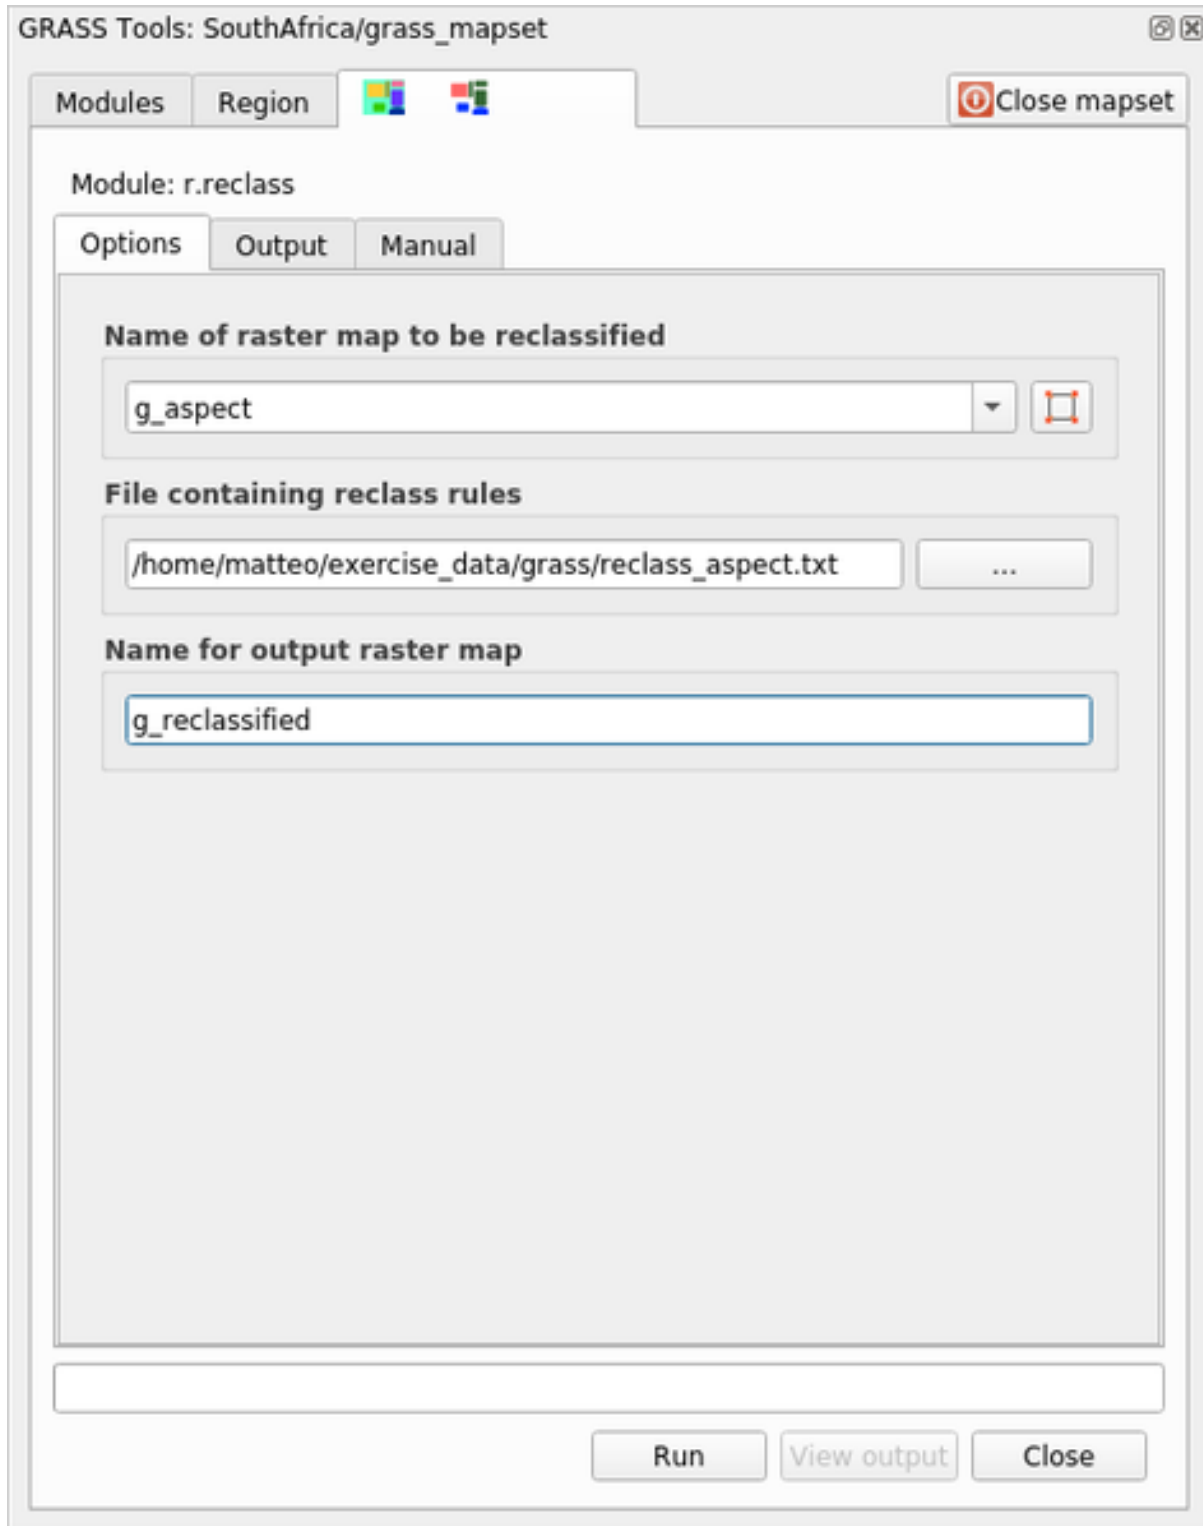 GRASS Tools: SouthAfrica/grass_mapset
Modules Region Close mapset
Module: r.reclass
Options Output Manual
Name of raster map to be reclassified
g_aspect
File containing reclass rules
/home/matteo/exercise_data/grass/reclass_aspect.txt ...
Name for output raster map
g_reclassified
Run View output Close